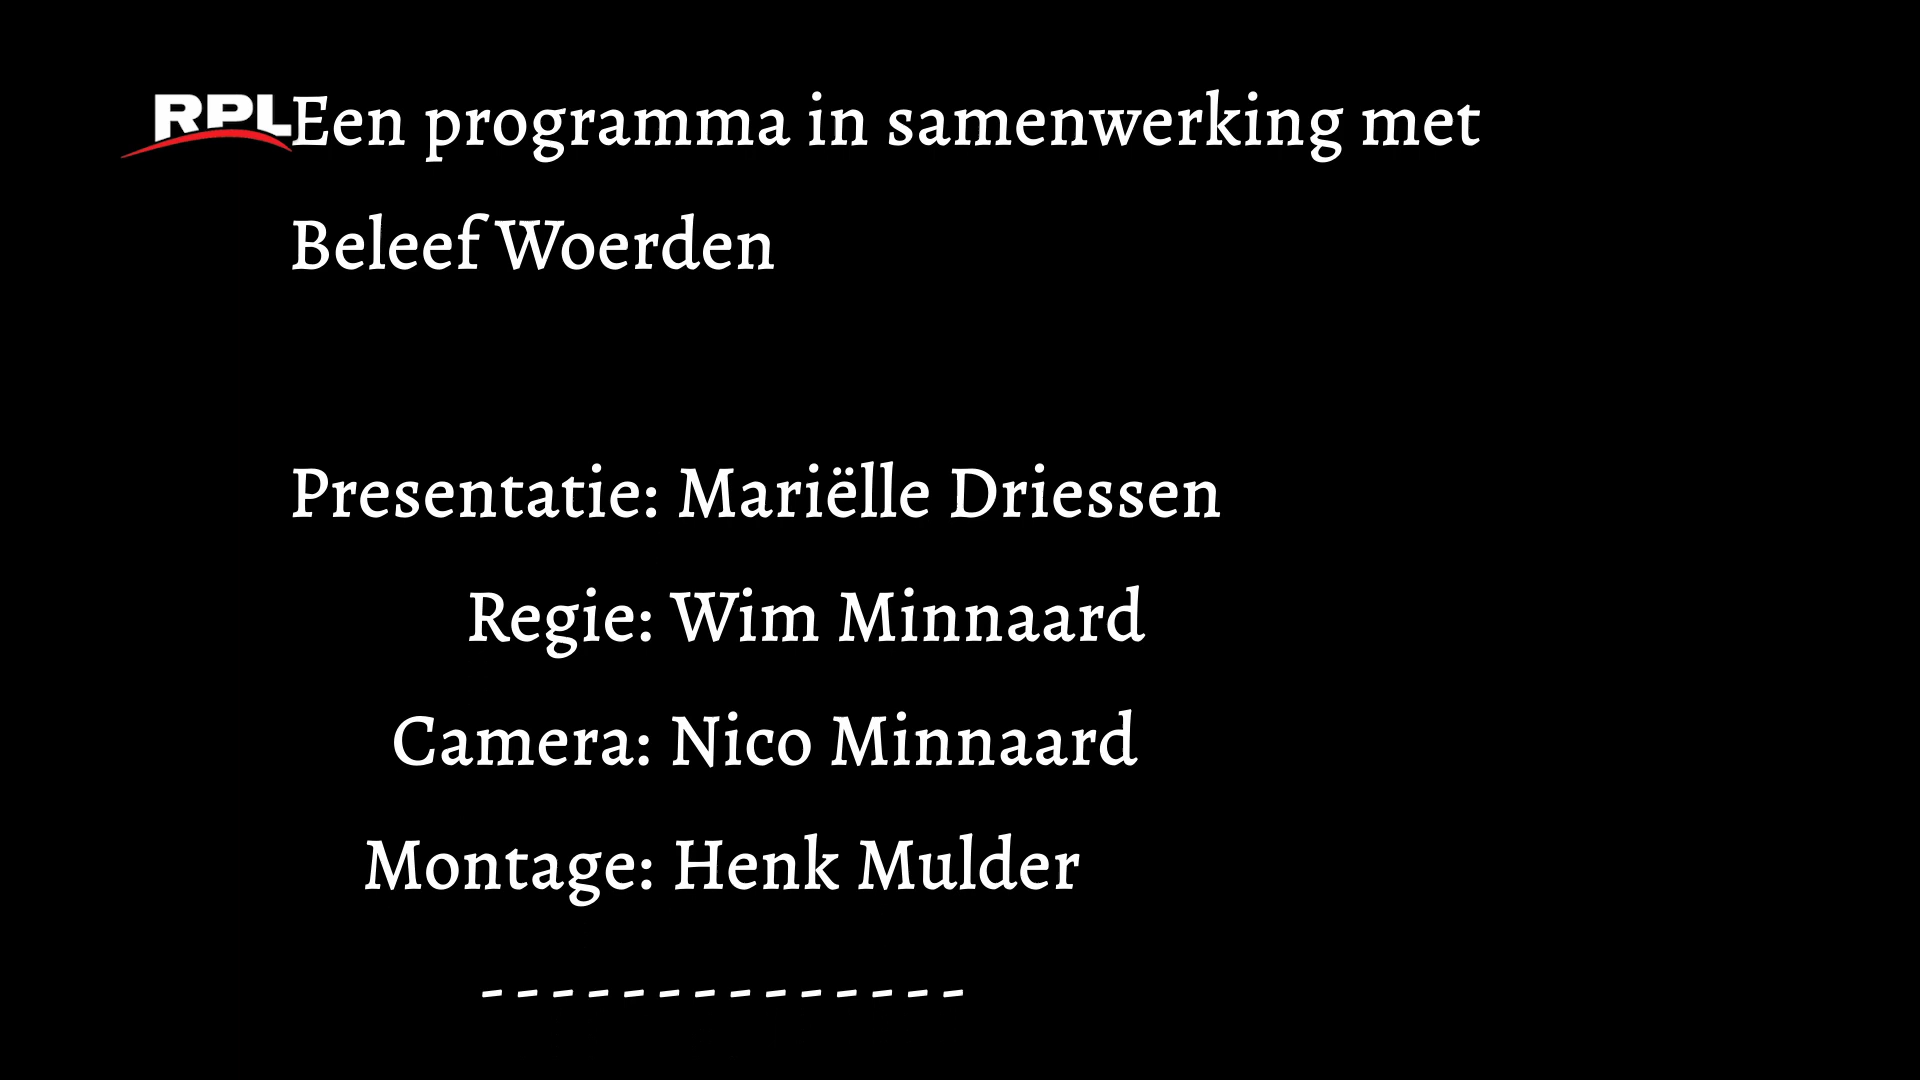 RPL Een programma in samenwerking met
Beleef Woerden
Presentatie: Mariëlle Driessen
Regie: Wim Minnaard
Camera: Nico Minnaard
Montage: Henk Mulder
- - - - - - - - - - - - - -